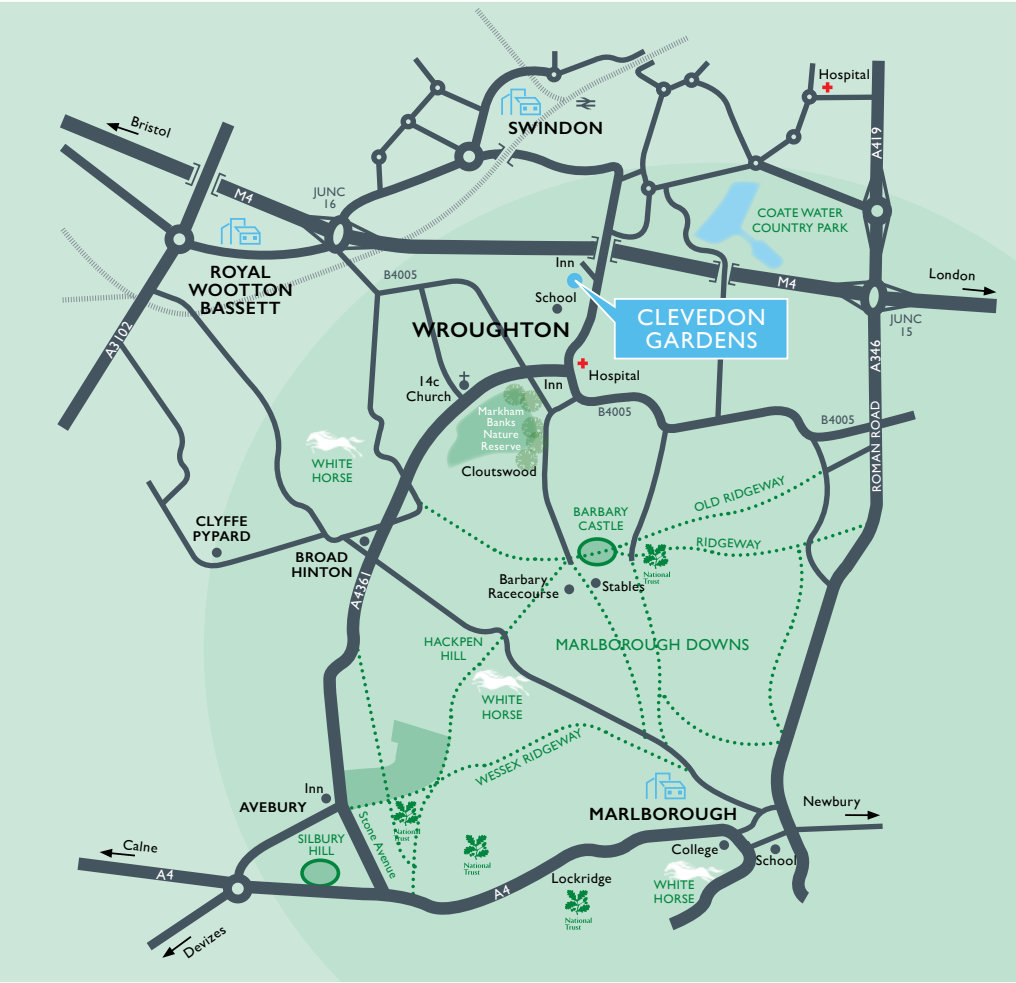 Hospital
Bristol
SWINDON
A419
M4
JUNC
16
COATE WATER
COUNTRY PARK
ROYAL
WOOTTON
BASSETT
B4005
Inn
School
M4
London
JUNC
15
CLEVEDON
GARDENS
WROUGHTON
A3102
A346
14c
Church
Inn
Hospital
B4005
B4005
Markham
Banks
Nature
Reserve
Cloutswood
ROMAN ROAD
WHITE
HORSE
OLD RIDGEWAY
BARBARY
CASTLE
RIDGEWAY
CLYFFE
PYPARD
BROAD
HINTON
National
Trust
Barbary
Racecourse
Stables
A4361
HACKPEN
HILL
MARLBOROUGH DOWNS
WHITE
HORSE
WESSEX RIDGEWAY
Inn
AVEBURY
MARLBOROUGH
Newbury
Stone Avenue
National
Trust
SILBURY
HILL
Calne
A4
National
Trust
College
School
Lockridge
WHITE
HORSE
A4
National
Trust
Devizes